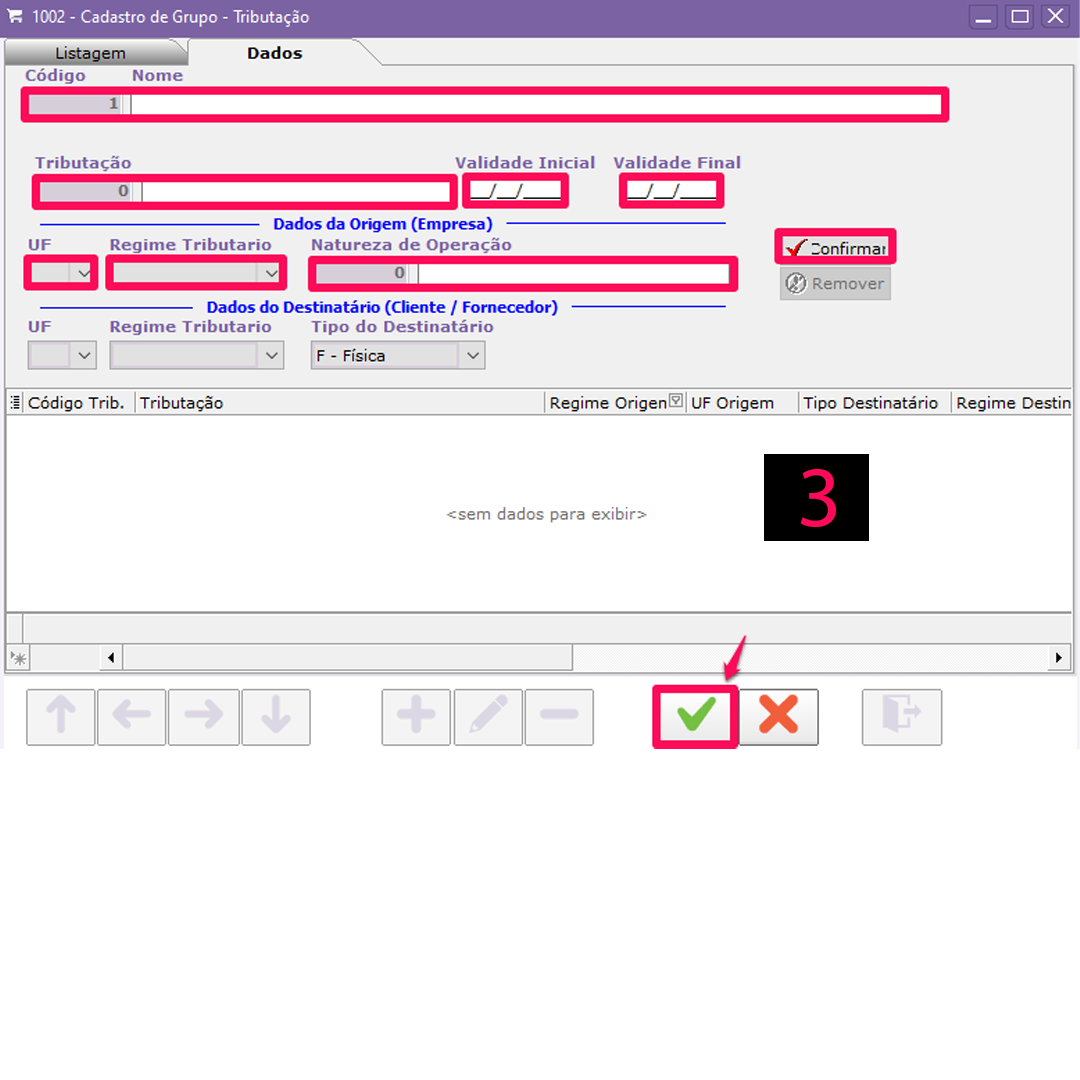 1002 - Cadastro de Grupo - Tributação
Listagem Dados
Código Nome
1
Tributação Validade Inicial Validade Final
0 __/__/____ __/__/____
Dados da Origem (Empresa)
UF Regime Tributario Natureza de Operação
0
Confirmar
Remover
Dados do Destinatário (Cliente / Fornecedor)
UF Regime Tributario Tipo do Destinatário
F - Física
Código Trib. Tributação Regime Origen UF Origem Tipo Destinatário Regime Destin
<sem dados para exibir>
3